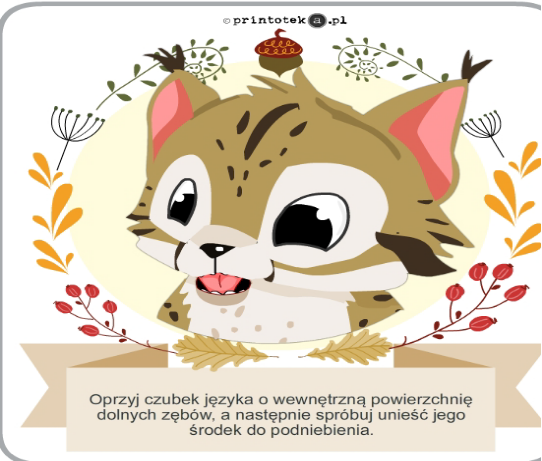 © printoteka.pl
Oprzyj czubek języka o wewnętrzną powierzchnię
dolnych zębów, a następnie spróbuj unieść jego
środek do podniebienia.